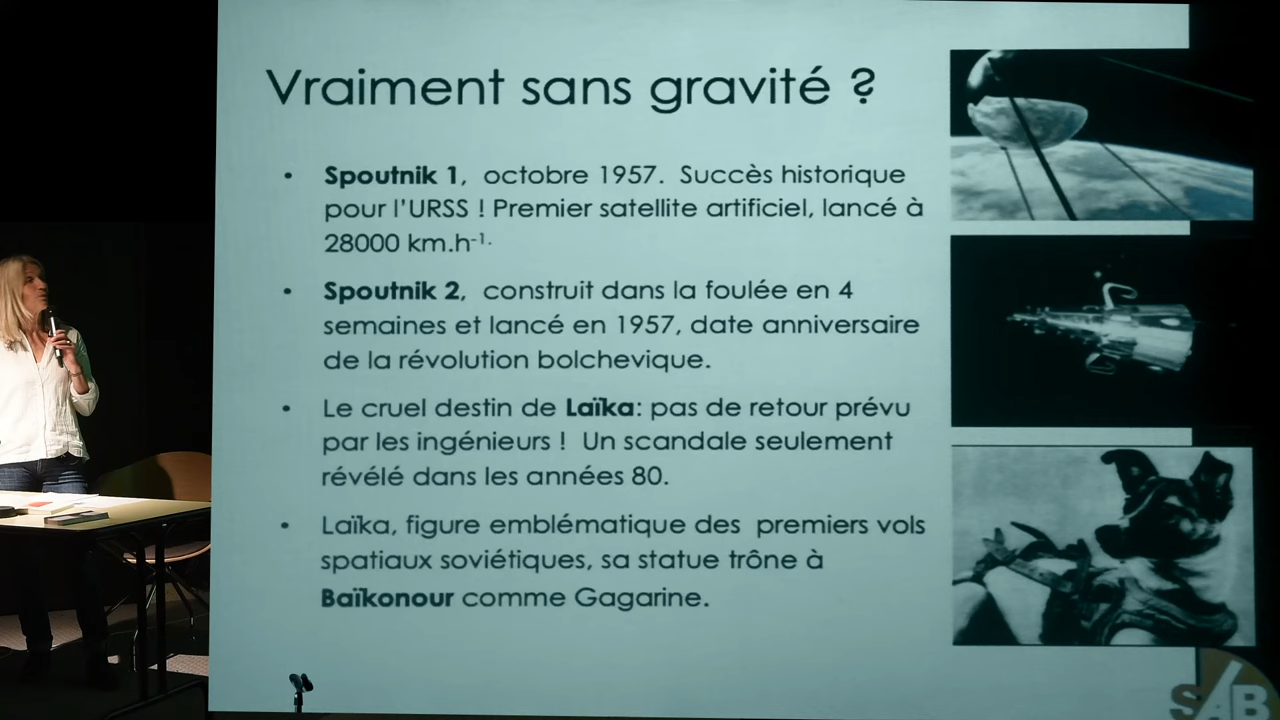 Vraiment sans gravité ?
• Spoutnik 1, octobre 1957. Succès historique
pour l'URSS ! Premier satellite artificiel, lancé à
28000 km.h⁻¹.
• Spoutnik 2, construit dans la foulée en 4
semaines et lancé en 1957, date anniversaire
de la révolution bolchevique.
• Le cruel destin de Laïka: pas de retour prévu
par les ingénieurs ! Un scandale seulement
révélé dans les années 80.
• Laïka, figure emblématique des premiers vols
spatiaux soviétiques, sa statue trône à
Baïkonour comme Gagarine.
SAB